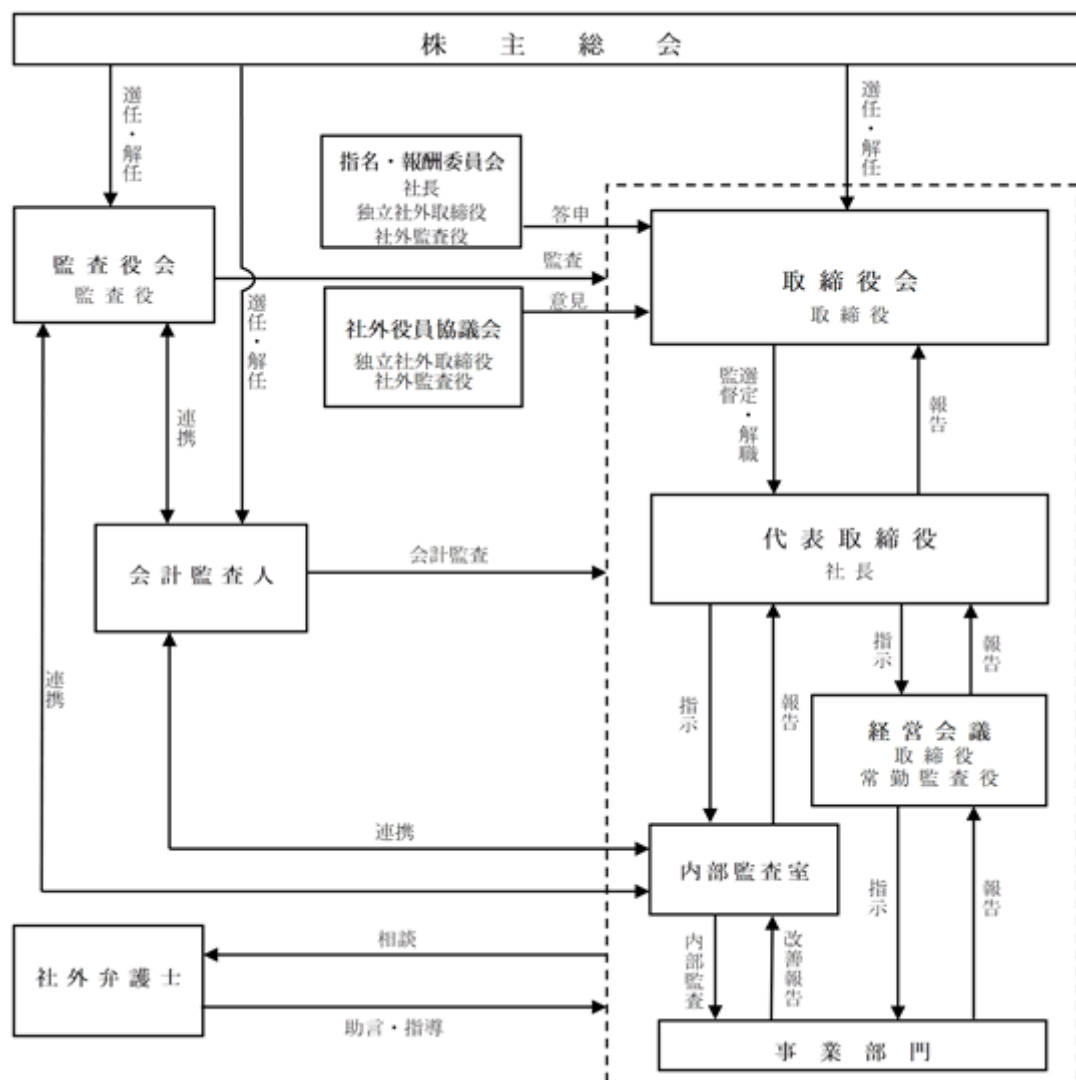 株主総会
選任・解任
選任・解任
選任・解任
指名・報酬委員会
社長
独立社外取締役
社外監査役
答申
監査役会
監査役
監査
取締役会
取締役
社外役員協議会
独立社外取締役
社外監査役
意見
連携
選定・解職
監督
報告
会計監査人
会計監査
代表取締役
社長
連携
指示
報告
指示
報告
経営会議
取締役
常勤監査役
連携
内部監査室
指示
報告
社外弁護士
相談
助言・指導
内部監査
改善報告
事業部門